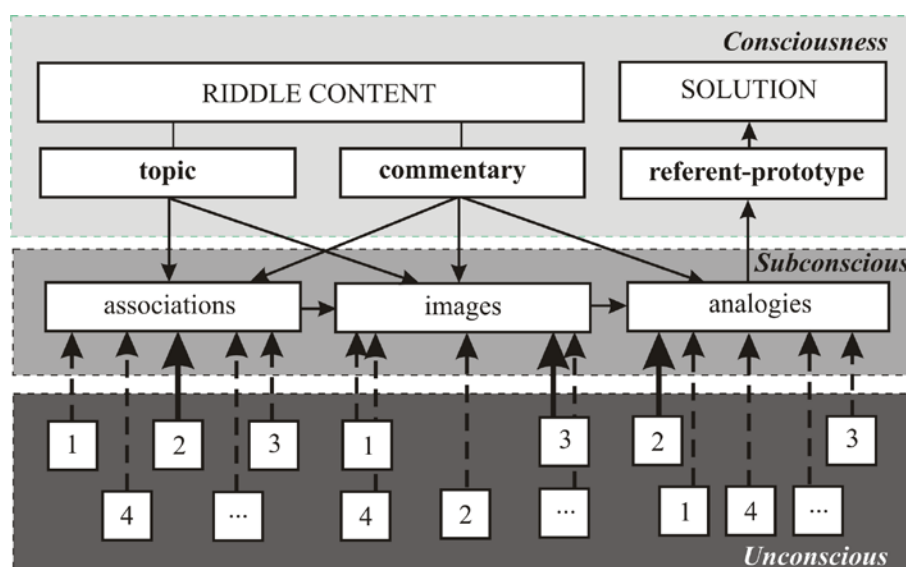 Consciousness
RIDDLE CONTENT
SOLUTION
topic
commentary
referent-prototype
Subconscious
associations
images
analogies
1
2
3
1
3
2
3
4
...
4
2
...
1
4
...
Unconscious